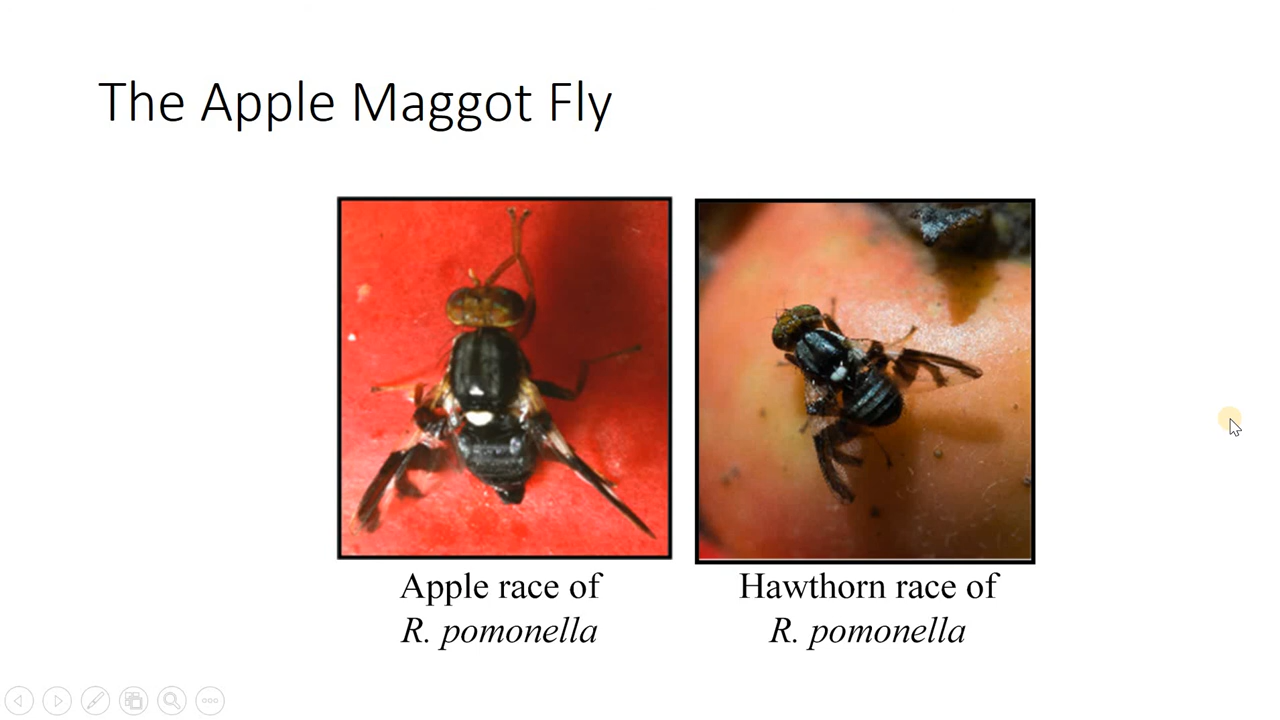 The Apple Maggot Fly
Apple race of
R. pomonella
Hawthorn race of
R. pomonella